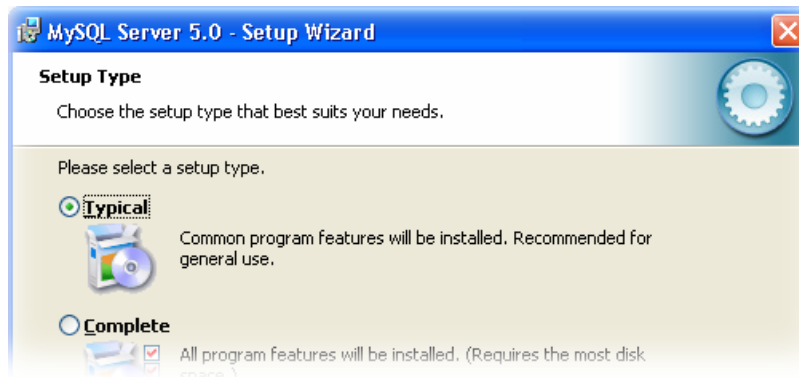 MySQL Server 5.0 - Setup Wizard
Setup Type
Choose the setup type that best suits your needs.
Please select a setup type.
Typical
Common program features will be installed. Recommended for
general use.
Complete
All program features will be installed. (Requires the most disk
space.)